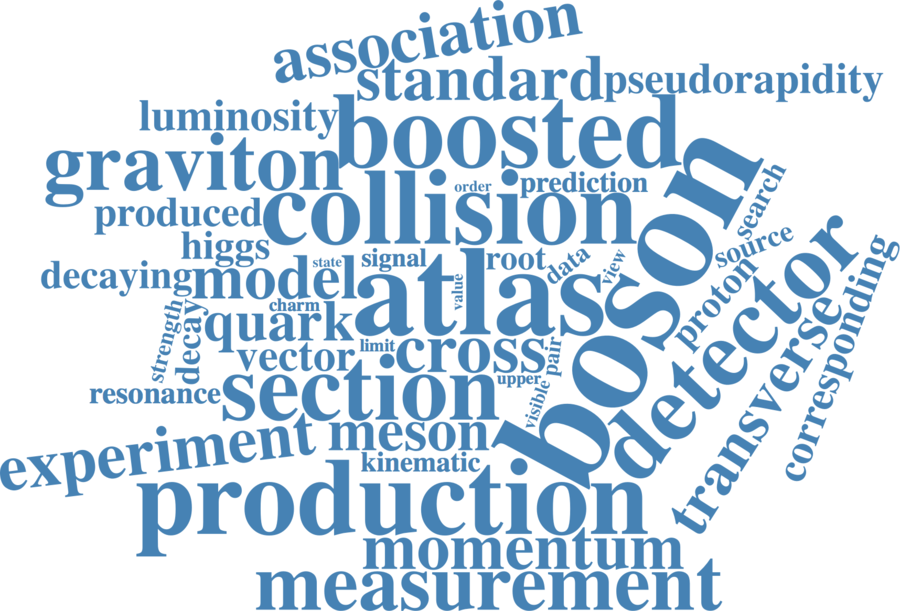 association
standard
pseudorapidity
luminosity
boosted
graviton
boson
order
prediction
search
produced
collision
higgs
state
signal
root
data
view
source
detector
decaying
model
charm
atlas
value
proton
transverse
corresponding
strength
decay
quark
vector
limit
cross
pair
upper
visible
resonance
section
experiment
meson
kinematic
production
momentum
measurement